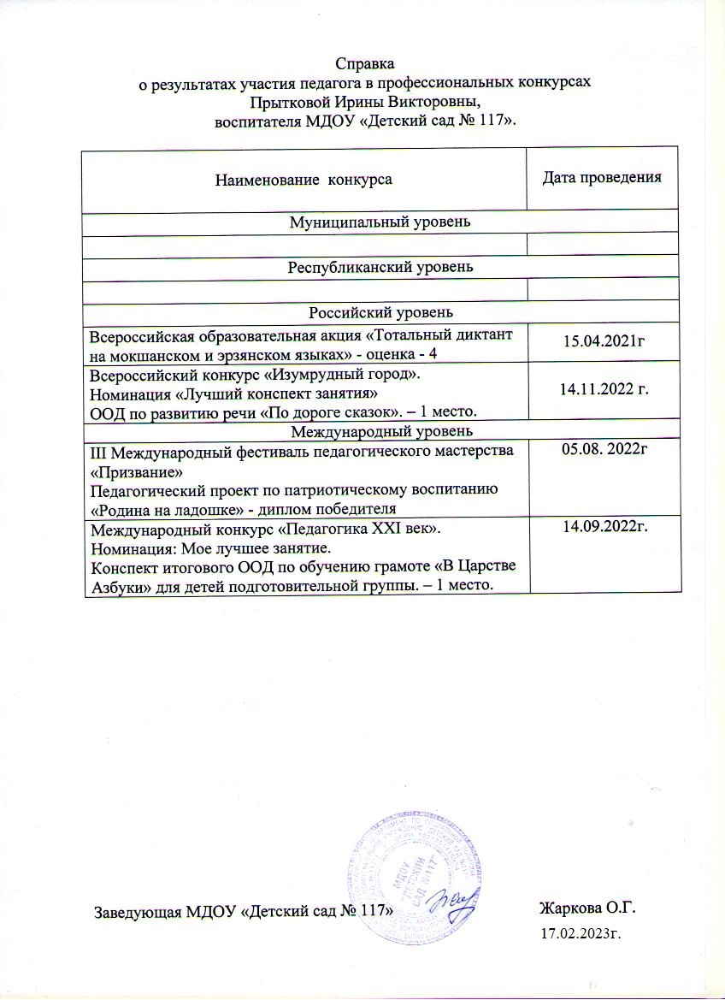 Справка
о результатах участия педагога в профессиональных конкурсах
Прытковой Ирины Викторовны,
воспитателя МДОУ «Детский сад № 117».
Наименование конкурса
Дата проведения
Муниципальный уровень
Республиканский уровень
Российский уровень
Всероссийская образовательная акция «Тотальный диктант
на мокшанском и эрзянском языках» - оценка - 4
15.04.2021г
Всероссийский конкурс «Изумрудный город».
Номинация «Лучший конспект занятия»
ООД по развитию речи «По дороге сказок». – 1 место.
14.11.2022 г.
Международный уровень
III Международный фестиваль педагогического мастерства
«Призвание»
Педагогический проект по патриотическому воспитанию
«Родина на ладошке» - диплом победителя
05.08. 2022г
Международный конкурс «Педагогика XXI век».
Номинация: Мое лучшее занятие.
Конспект итогового ООД по обучению грамоте «В Царстве
Азбуки» для детей подготовительной группы. – 1 место.
14.09.2022г.
МДОУ
"ДЕТСКИЙ
САД №117"
Заведующая МДОУ «Детский сад № 117»
Жаркова О.Г.
17.02.2023г.